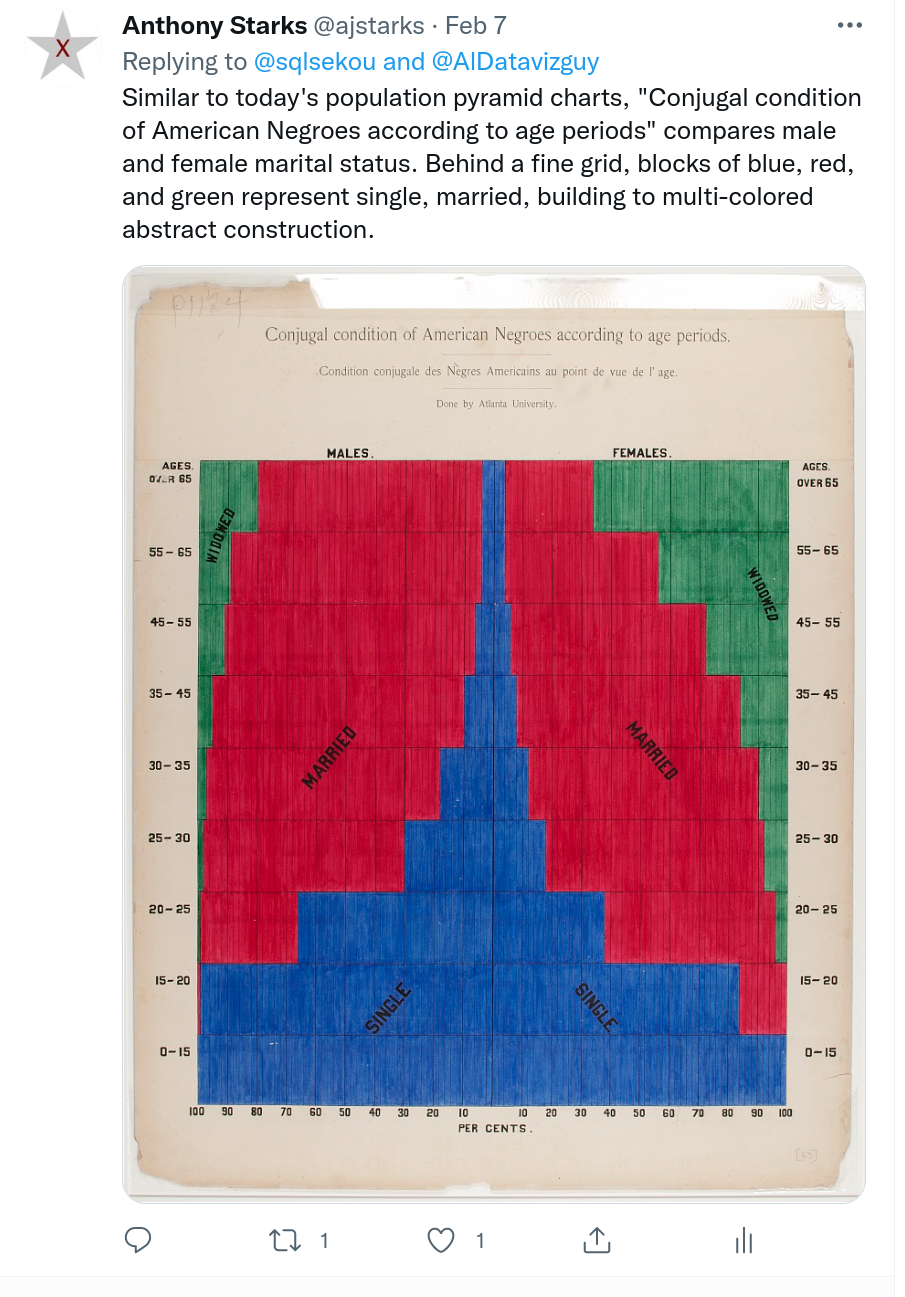 X
Anthony Starks @ajstarks · Feb 7
Replying to @sqlsekou and @AlDatavizguy
Similar to today's population pyramid charts, "Conjugal condition
of American Negroes according to age periods" compares male
and female marital status. Behind a fine grid, blocks of blue, red,
and green represent single, married, building to multi-colored
abstract construction.
Conjugal condition of American Negroes according to age periods.
Condition conjugale des Nègres Americains au point de vue de l' age.
Done by Atlanta University.
MALES. FEMALES.
AGES. AGES.
OVER 65 OVER 65
WIDOWED
55–65 55–65
WIDOWED
45–55 45–55
35–45 35–45
MARRIED MARRIED
30–35 30–35
25–30 25–30
20–25 20–25
15–20 15–20
SINGLE SINGLE
0–15 0–15
100 90 80 70 60 50 40 30 20 10 10 20 30 40 50 60 70 80 90 100
PER CENTS.
1 1